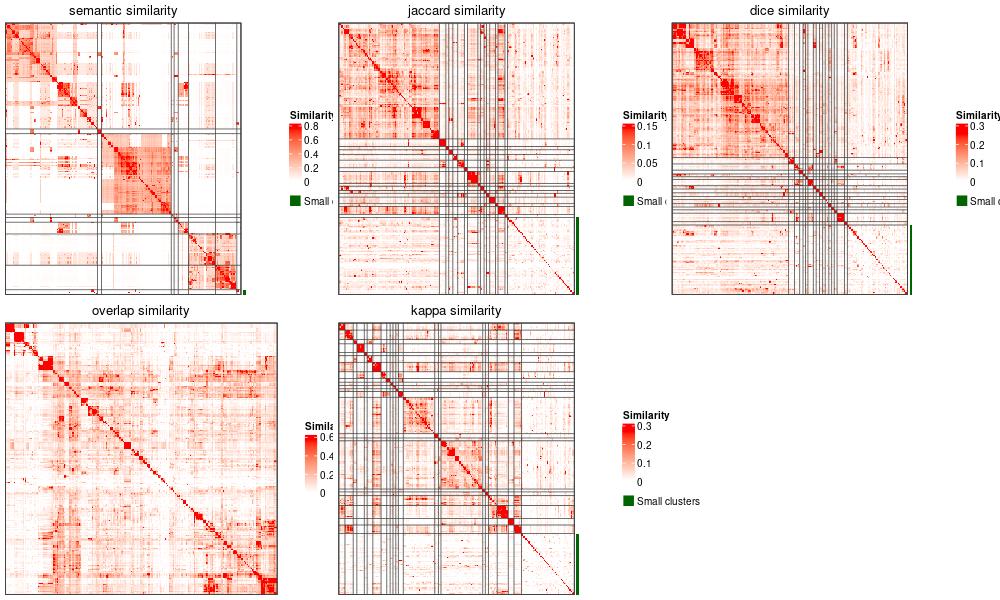 semantic similarity
jaccard similarity
dice similarity
Similarity
0.8
0.6
0.4
0.2
0
Small
Similarity
0.15
0.1
0.05
0
Small
Similarity
0.3
0.2
0.1
0
Small
overlap similarity
kappa similarity
Simila
0.6
0.4
0.2
0
Similarity
0.3
0.2
0.1
0
Small clusters